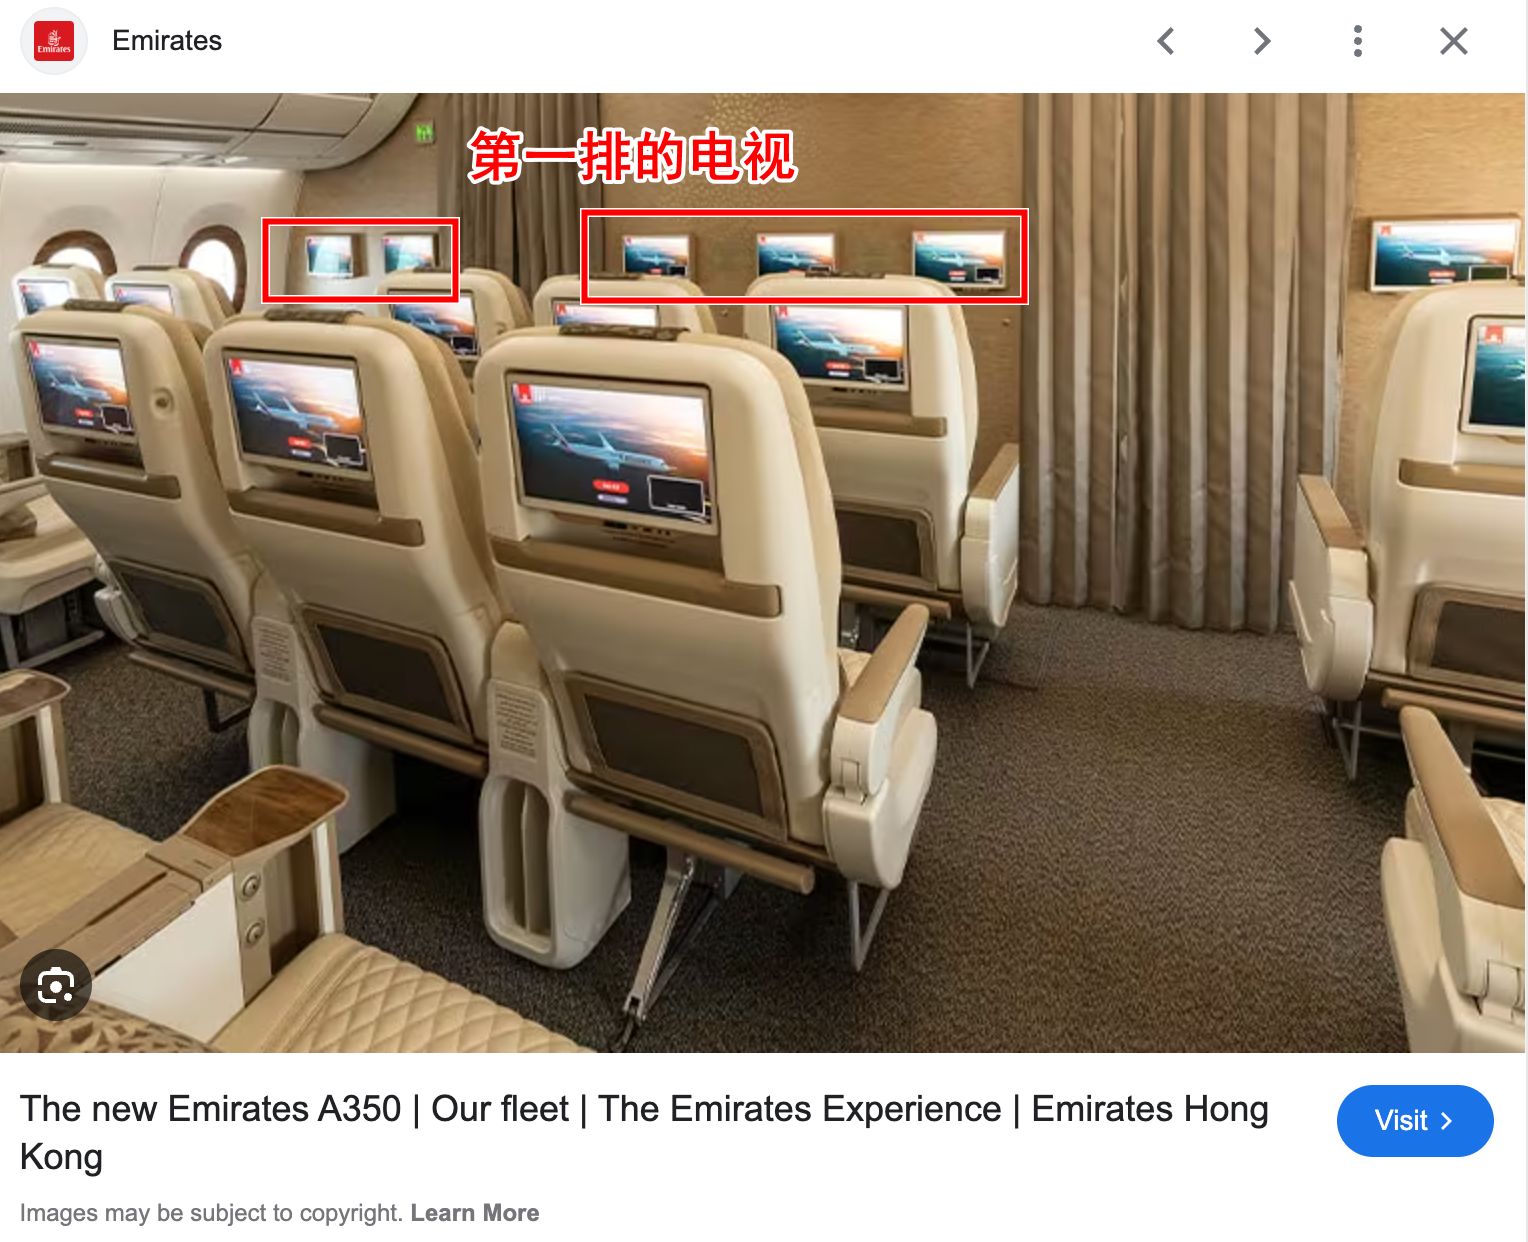 Emirates
Emirates
第一排的电视
The new Emirates A350 | Our fleet | The Emirates Experience | Emirates Hong
Kong
Visit
Images may be subject to copyright. Learn More